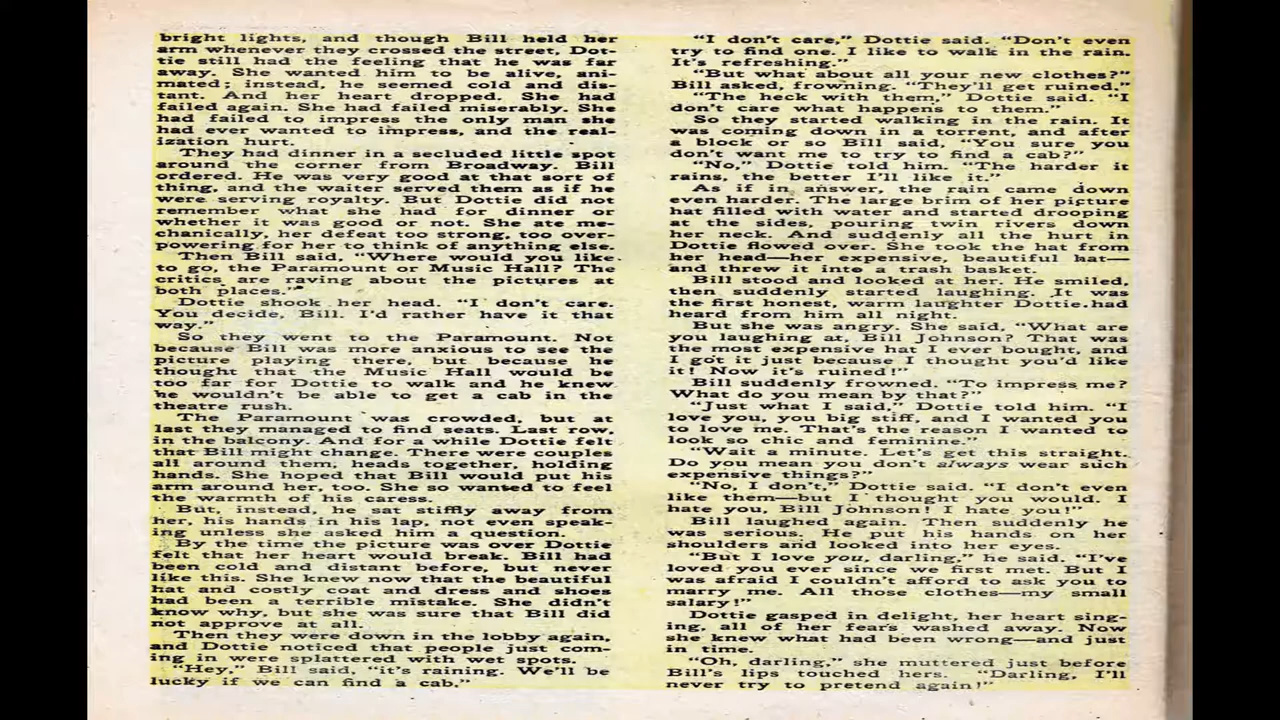 bright lights, and though Bill held her
arm whenever they crossed the street, Dot-
tie still had the feeling that he was far
away. She wanted him to be alive, ani-
mated; instead, he seemed cold and dis-
tant. And her heart dropped. She had
failed again. She had failed miserably. She
had failed to impress the only man she
had ever wanted to impress, and the real-
ization hurt.
They had dinner in a secluded little spot
around the corner from Broadway. Bill
ordered. He was very good at that sort of
thing, and the waiter served them as if he
were serving royalty. But Dottie did not
remember what she had for dinner or
whether it was good or not. She ate me-
chanically, her defeat too strong, too over-
powering for her to think of anything else.
Then Bill said, "Where would you like
to go, the Paramount or Music Hall? The
critics are raving about the pictures at
both places."
Dottie shook her head. "I don't care.
You decide, Bill. I'd rather have it that
way."
So they went to the Paramount. Not
because Bill was more anxious to see the
picture playing there, but because he
thought that the Music Hall would be
too far for Dottie to walk and he knew
he wouldn't be able to get a cab in the
theatre rush.
The Paramount was crowded, but at
last they managed to find seats. Last row,
in the balcony. And for a while Dottie felt
that Bill might change. There were couples
all around them, heads together, holding
hands. She hoped that Bill would put his
arm around her, too. She so wanted to feel
the warmth of his caress.
But, instead, he sat stiffly away from
her, his hands in his lap, not even speak-
ing unless she asked him a question.
By the time the picture was over Dottie
felt that her heart would break. Bill had
been cold and distant before, but never
like this. She knew now that the beautiful
hat and costly coat and dress and shoes
had been a terrible mistake. She didn't
know why, but she was sure that Bill did
not approve at all.
Then they were down in the lobby again,
and Dottie noticed that people just com-
ing in were splattered with wet spots.
"Hey," Bill said, "it's raining. We'll be
lucky if we can find a cab."
"I don't care," Dottie said. "Don't even
try to find one. I like to walk in the rain.
It's refreshing."
"But what about all your new clothes?"
Bill asked, frowning. "They'll get ruined."
"The heck with them," Dottie said. "I
don't care what happens to them."
So they started walking in the rain. It
was coming down in a torrent, and after
a block or so Bill said, "You sure you
don't want me to try to find a cab?"
"No," Dottie told him. "The harder it
rains, the better I'll like it."
As if in answer, the rain came down
even harder. The large brim of her picture
hat filled with water and started drooping
at the sides, pouring twin rivers down
her neck. And suddenly all the hurt in
Dottie flowed over. She took the hat from
her head—her expensive, beautiful hat—
and threw it into a trash basket.
Bill stood and looked at her. He smiled,
then suddenly started laughing. It was
the first honest, warm laughter Dottie had
heard from him all night.
But she was angry. She said, "What are
you laughing at, Bill Johnson? That was
the most expensive hat I ever bought, and
I got it just because I thought you'd like
it! Now it's ruined!"
Bill suddenly frowned. "To impress me?
What do you mean by that?"
"Just what I said," Dottie told him. "I
love you, you big stiff, and I wanted you
to love me. That's the reason I wanted to
look so chic and feminine."
"Wait a minute. Let's get this straight.
Do you mean you don't always wear such
expensive things?"
"No, I don't," Dottie said. "I don't even
like them—but I thought you would. I
hate you, Bill Johnson! I hate you!"
Bill laughed again. Then suddenly he
was serious. He put his hands on her
shoulders and looked into her eyes.
"But I love you, darling," he said. "I've
loved you ever since we first met. But I
was afraid I couldn't afford to ask you to
marry me. All those clothes—my small
salary!"
Dottie gasped in delight, her heart sing-
ing, all of her fears washed away. Now
she knew what had been wrong—and just
in time.
"Oh, darling," she muttered just before
Bill's lips touched hers. "Darling, I'll
never try to pretend again!"